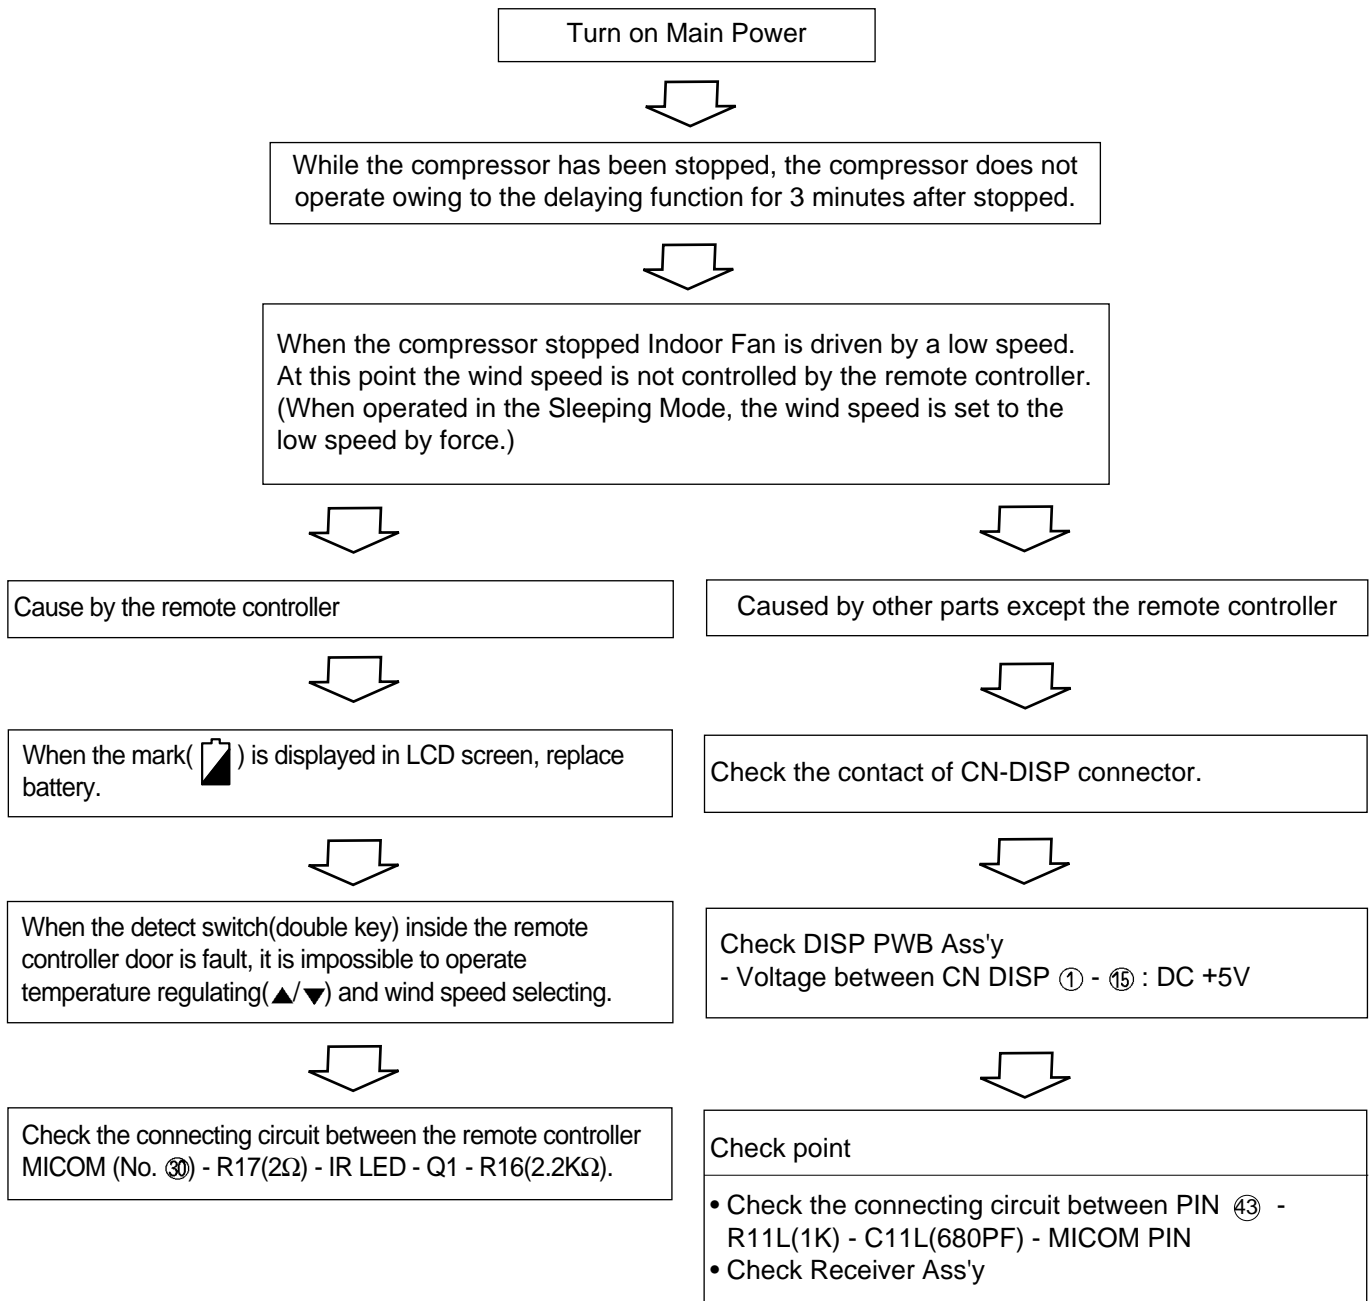 Turn on Main Power
While the compressor has been stopped, the compressor does not
operate owing to the delaying function for 3 minutes after stopped.
When the compressor stopped Indoor Fan is driven by a low speed.
At this point the wind speed is not controlled by the remote controller.
(When operated in the Sleeping Mode, the wind speed is set to the
low speed by force.)
Cause by the remote controller
When the mark( ) is displayed in LCD screen, replace
battery.
When the detect switch(double key) inside the remote
controller door is fault, it is impossible to operate
temperature regulating(▲/▼) and wind speed selecting.
Check the connecting circuit between the remote controller
MICOM (No. ㉚) - R17(2Ω) - IR LED - Q1 - R16(2.2KΩ).
Caused by other parts except the remote controller
Check the contact of CN-DISP connector.
Check DISP PWB Ass'y
- Voltage between CN DISP ① - ⑮ : DC +5V
Check point
• Check the connecting circuit between PIN ㊸ -
R11L(1K) - C11L(680PF) - MICOM PIN
• Check Receiver Ass'y